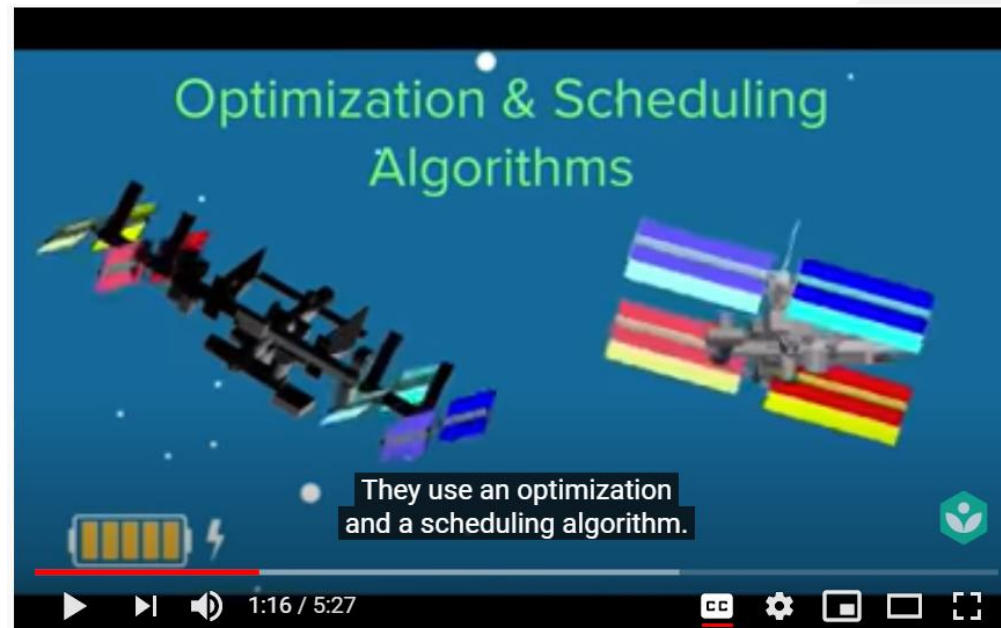 Optimization & Scheduling
Algorithms
They use an optimization
and a scheduling algorithm.
1:16 / 5:27
CC